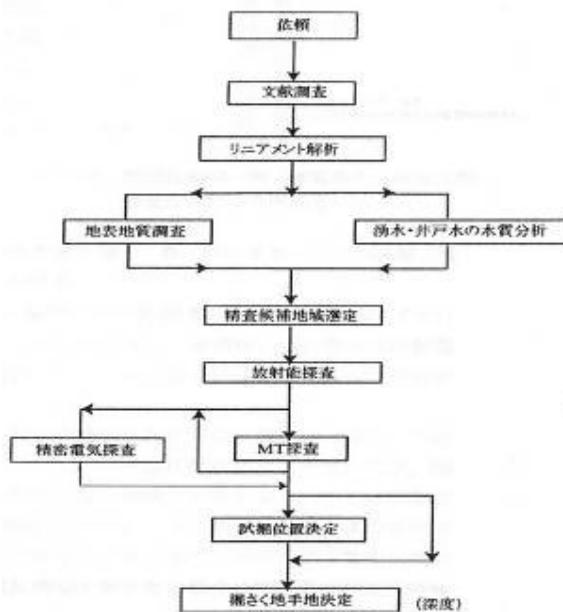 依頼
文献調査
リニアメント解析
地表地質調査
湧水・井戸水の水質分析
精査候補地域選定
放射能探査
精密電気探査
MT探査
試掘位置決定
掘さく地手地決定
(深度)